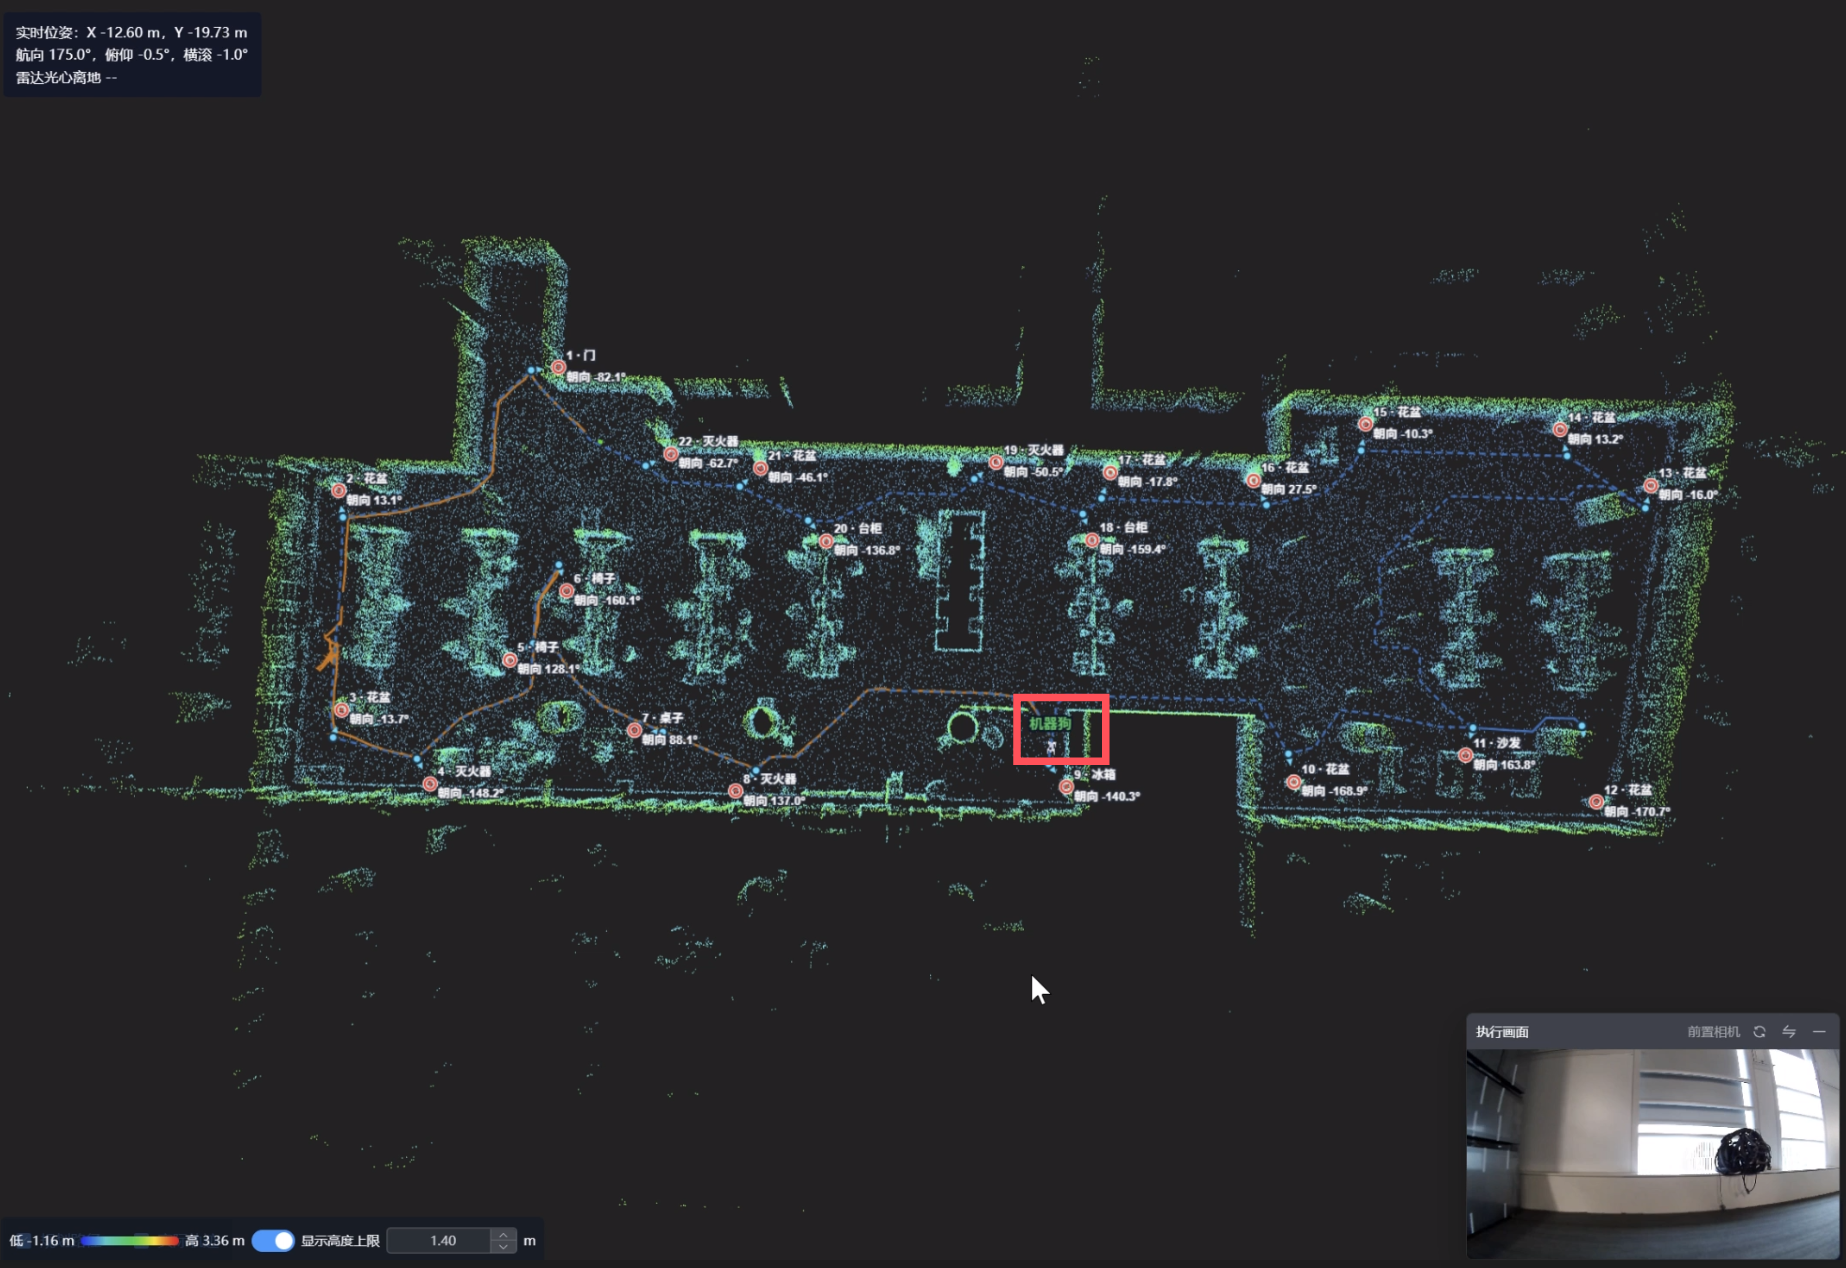 实时位姿：X -12.60 m，Y -19.73 m
航向 175.0°，俯仰 -0.5°，横滚 -1.0°
雷达光心离地 --
1 · 门
朝向 -82.1°
2 · 花盆
朝向 13.1°
22 · 灭火器
朝向 -62.7°
21 · 花盆
朝向 -46.1°
19 · 灭火器
朝向 -50.5°
17 · 花盆
朝向 -17.8°
16 · 花盆
朝向 27.5°
15 · 花盆
朝向 -10.3°
14 · 花盆
朝向 13.2°
13 · 花盆
朝向 -16.0°
20 · 台柜
朝向 -136.8°
18 · 台柜
朝向 -159.4°
6 · 椅子
朝向 -160.1°
5 · 椅子
朝向 128.1°
3 · 花盆
朝向 -13.7°
7 · 桌子
朝向 88.1°
机器狗
4 · 灭火器
朝向 -148.2°
8 · 灭火器
朝向 137.0°
9 · 冰箱
朝向 -140.3°
10 · 花盆
朝向 -168.9°
11 · 沙发
朝向 163.8°
12 · 花盆
朝向 -170.7°
执行画面
前置相机
低 -1.16 m 高 3.36 m 显示高度上限 1.40 m